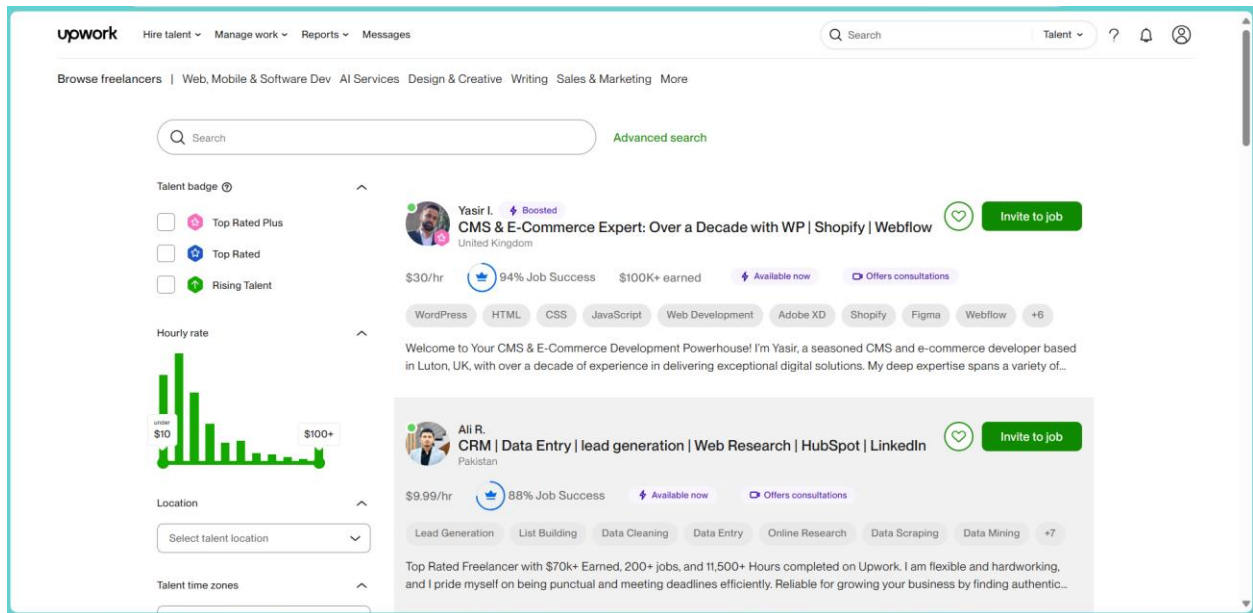 upwork Hire talent Manage work Reports Messages Search Talent
Browse freelancers | Web, Mobile & Software Dev AI Services Design & Creative Writing Sales & Marketing More
Search Advanced search
Talent badge
Top Rated Plus
Top Rated
Rising Talent
Hourly rate
under
$10
$100+
Location
Select talent location
Talent time zones
Yasir I. Boosted
CMS & E-Commerce Expert: Over a Decade with WP | Shopify | Webflow
United Kingdom
Invite to job
$30/hr 94% Job Success $100K+ earned Available now Offers consultations
WordPress HTML CSS JavaScript Web Development Adobe XD Shopify Figma Webflow +6
Welcome to Your CMS & E-Commerce Development Powerhouse! I'm Yasir, a seasoned CMS and e-commerce developer based
in Luton, UK, with over a decade of experience in delivering exceptional digital solutions. My deep expertise spans a variety of...
Ali R.
CRM | Data Entry | lead generation | Web Research | HubSpot | LinkedIn
Pakistan
Invite to job
$9.99/hr 88% Job Success Available now Offers consultations
Lead Generation List Building Data Cleaning Data Entry Online Research Data Scraping Data Mining +7
Top Rated Freelancer with $70k+ Earned, 200+ jobs, and 11,500+ Hours completed on Upwork. I am flexible and hardworking,
and I pride myself on being punctual and meeting deadlines efficiently. Reliable for growing your business by finding authentic...